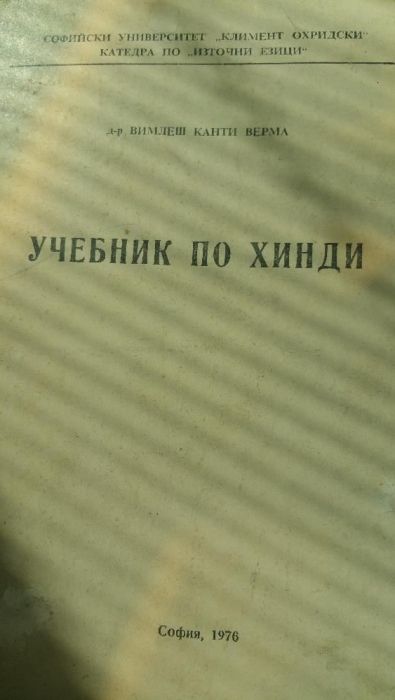 СОФИЙСКИ УНИВЕРСИТЕТ „КЛИМЕНТ ОХРИДСКИ"
КАТЕДРА ПО „ИЗТОЧНИ ЕЗИЦИ"
д-р ВИМЛЕШ КАНТИ ВЕРМА
УЧЕБНИК ПО ХИНДИ
София, 1976